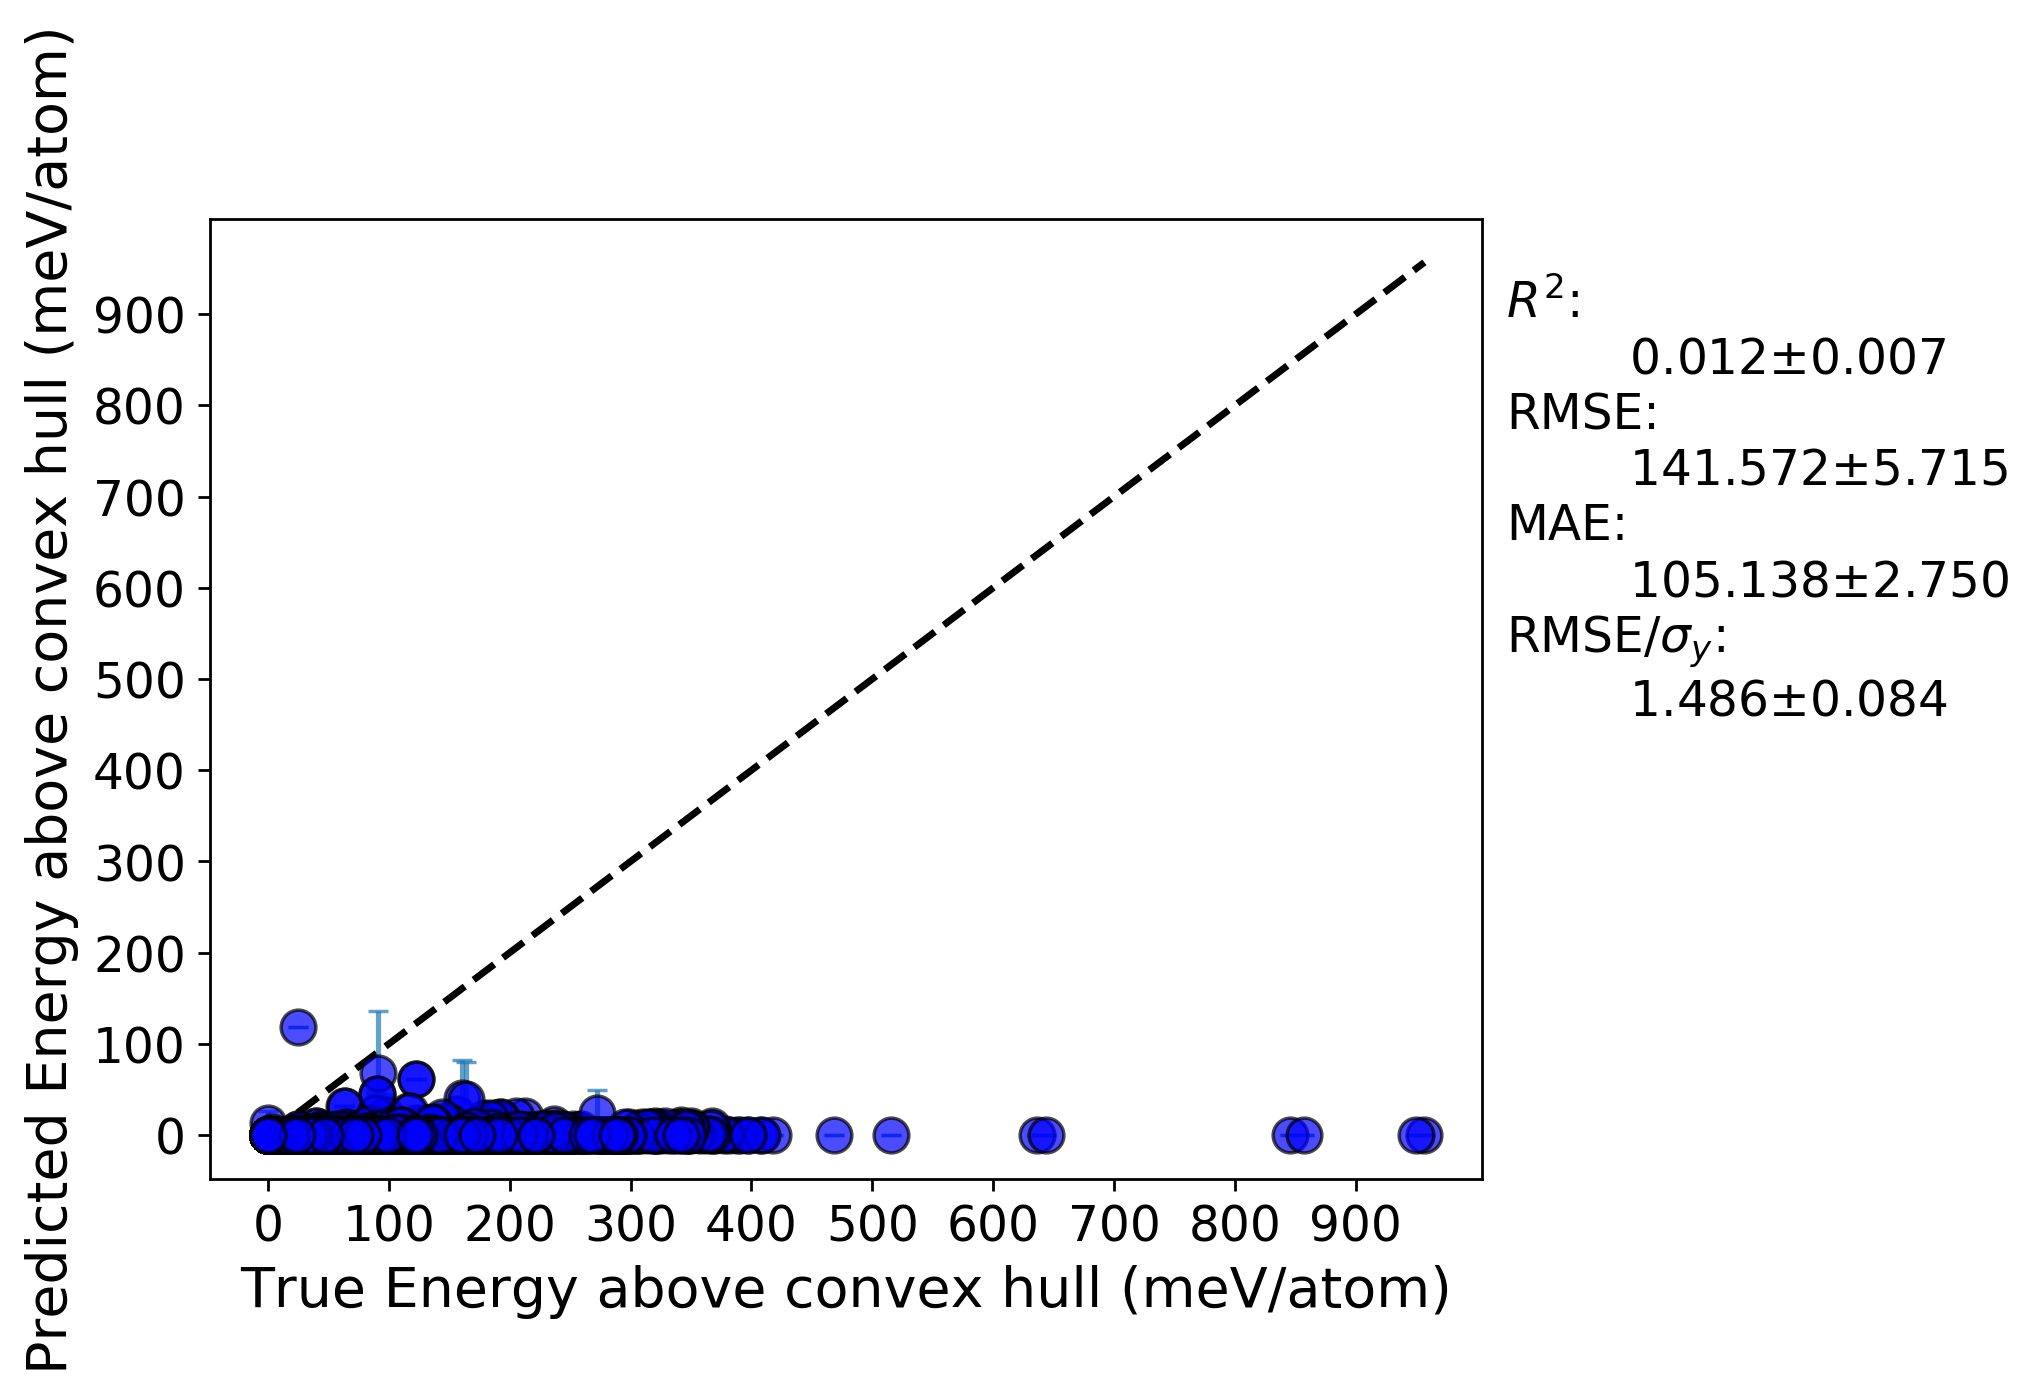 Predicted Energy above convex hull (meV/atom)
900
800
700
600
500
400
300
200
100
0
0 100 200 300 400 500 600 700 800 900
True Energy above convex hull (meV/atom)
R²:
0.012±0.007
RMSE:
141.572±5.715
MAE:
105.138±2.750
RMSE/σ_y:
1.486±0.084